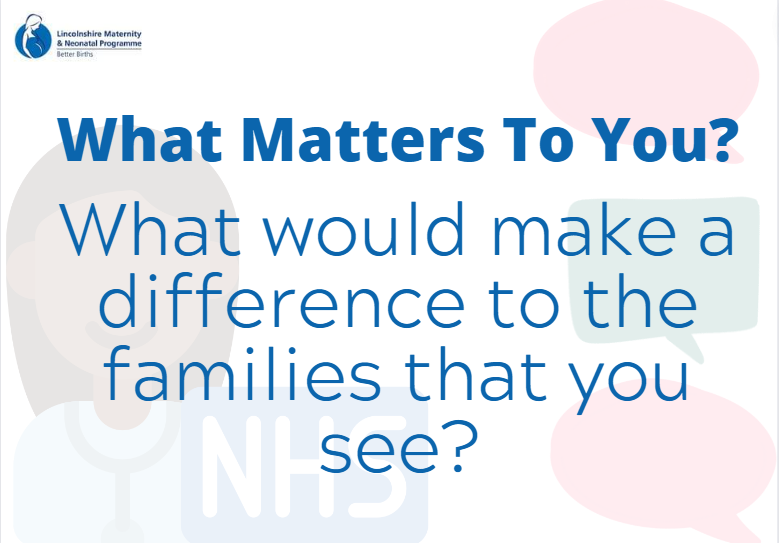 Lincolnshire Maternity
& Neonatal Programme
Better Births
What Matters To You?
What would make a
difference to the
families that you
see?
NHS